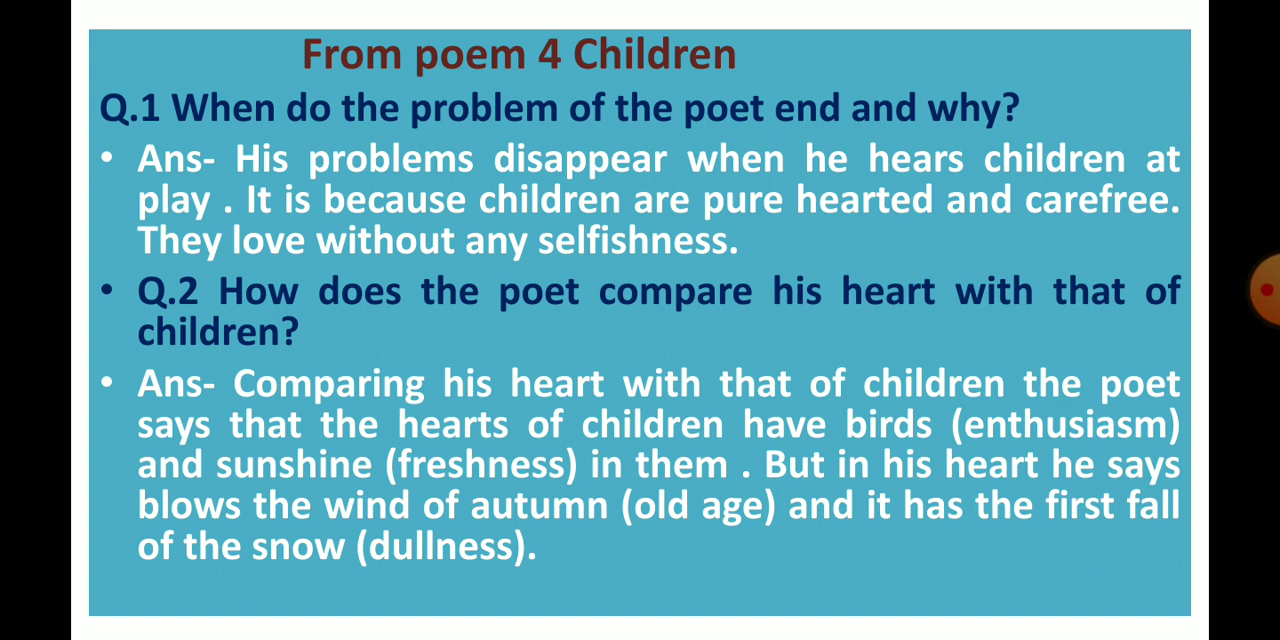 From poem 4 Children
Q.1 When do the problem of the poet end and why?
• Ans- His problems disappear when he hears children at
play . It is because children are pure hearted and carefree.
They love without any selfishness.
• Q.2 How does the poet compare his heart with that of
children?
• Ans- Comparing his heart with that of children the poet
says that the hearts of children have birds (enthusiasm)
and sunshine (freshness) in them . But in his heart he says
blows the wind of autumn (old age) and it has the first fall
of the snow (dullness).